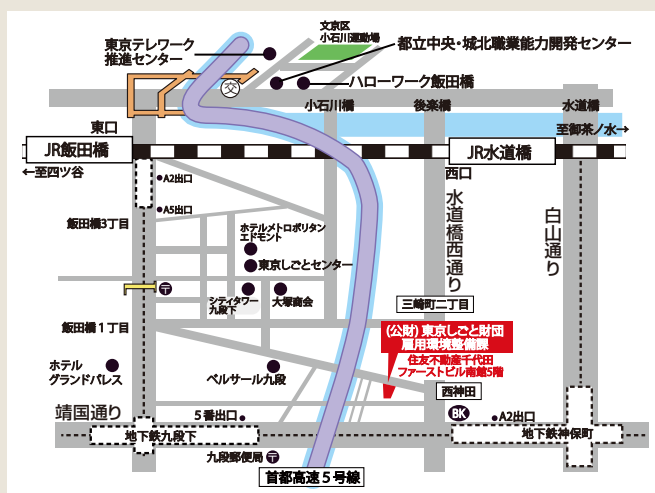 文京区
小石川運動場
東京テレワーク
推進センター
都立中央・城北職業能力開発センター
交
ハローワーク飯田橋
小石川橋
後楽橋
水道橋
東口
至御茶ノ水→
JR飯田橋
JR水道橋
←至四ツ谷
西口
A2出口
A5出口
飯田橋3丁目
水道橋西通り
白山通り
ホテルメトロポリタン
エドモント
東京しごとセンター
〒
シティタワー
九段下
大塚商会
三崎町二丁目
飯田橋1丁目
(公財)東京しごと財団
雇用環境整備課
住友不動産千代田
ファーストビル南館5階
ホテル
グランドパレス
ベルサール九段
西神田
靖国通り
5番出口
BK
A2出口
地下鉄九段下
地下鉄神保町
九段郵便局〒
首都高速5号線